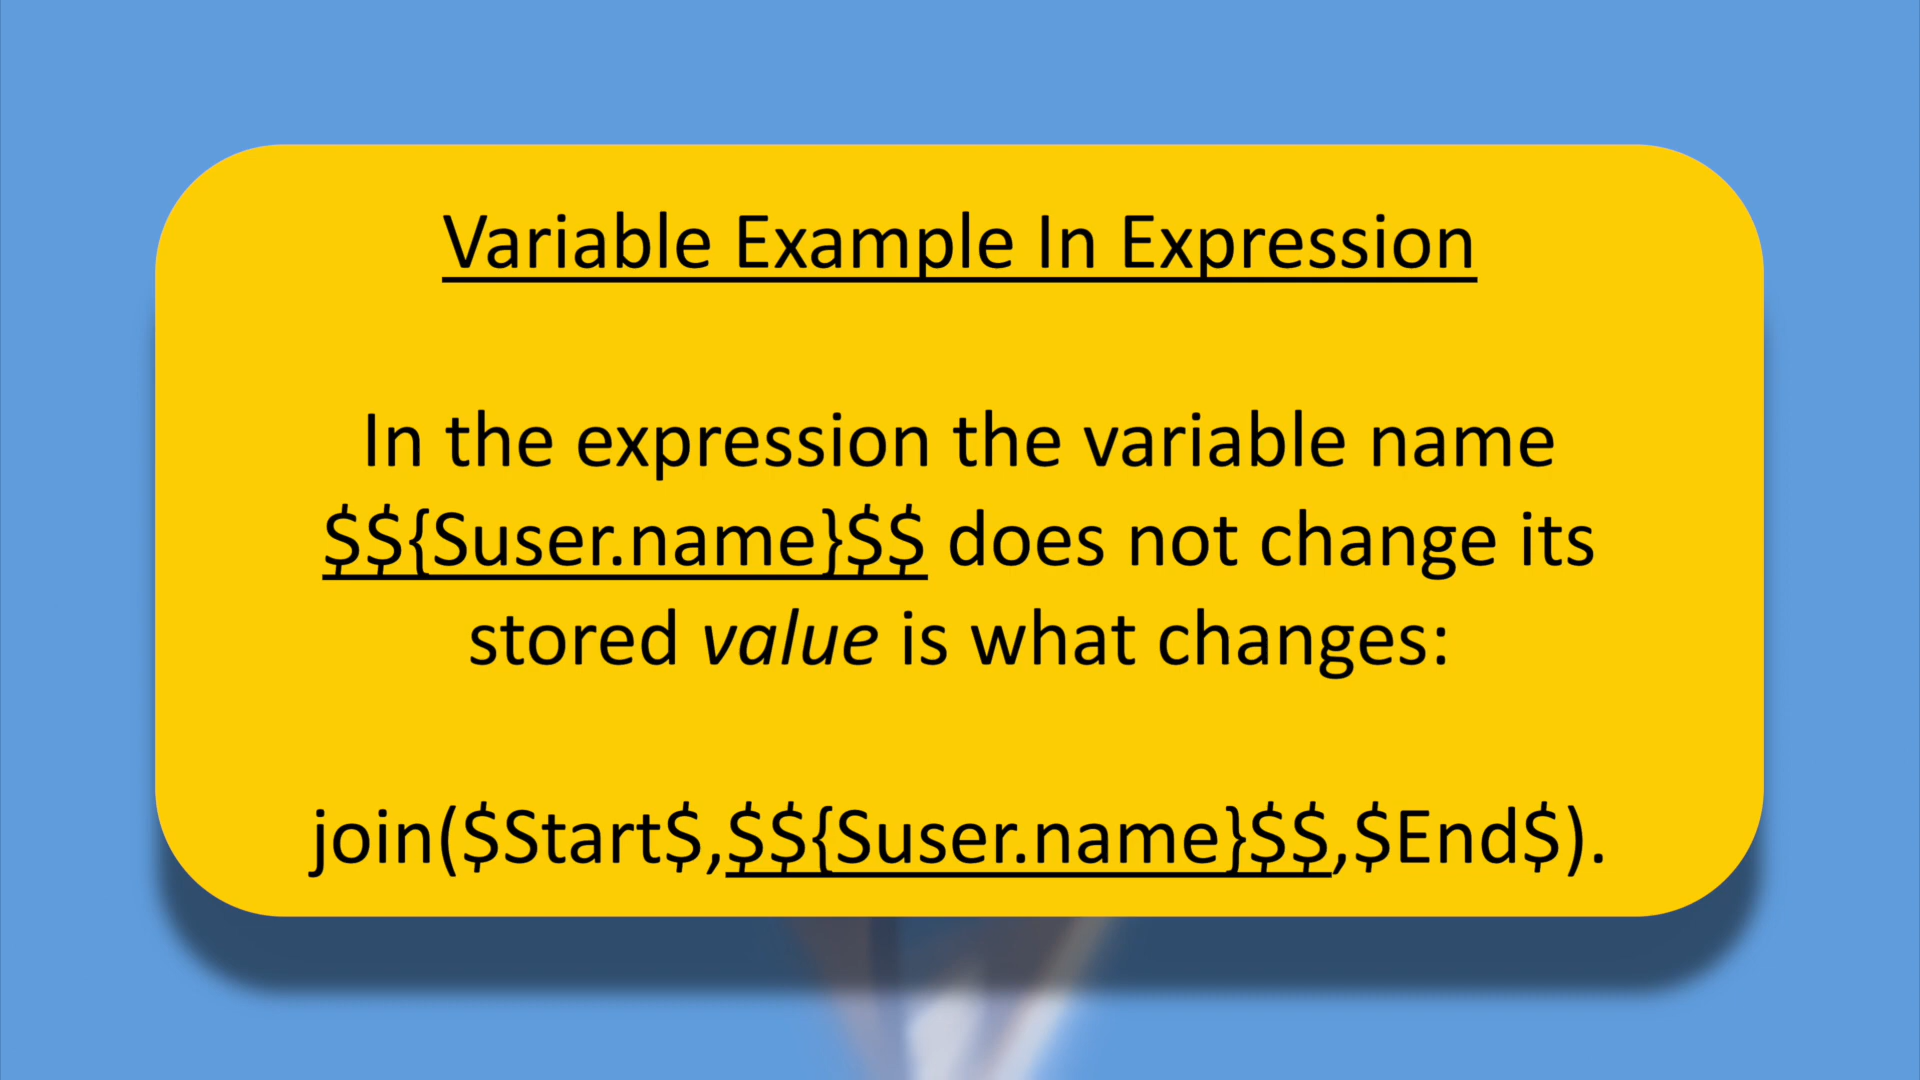 Variable Example In Expression
In the expression the variable name
$${Suser.name}$$ does not change its
stored value is what changes:
join($Start$,$${Suser.name}$$,$End$).